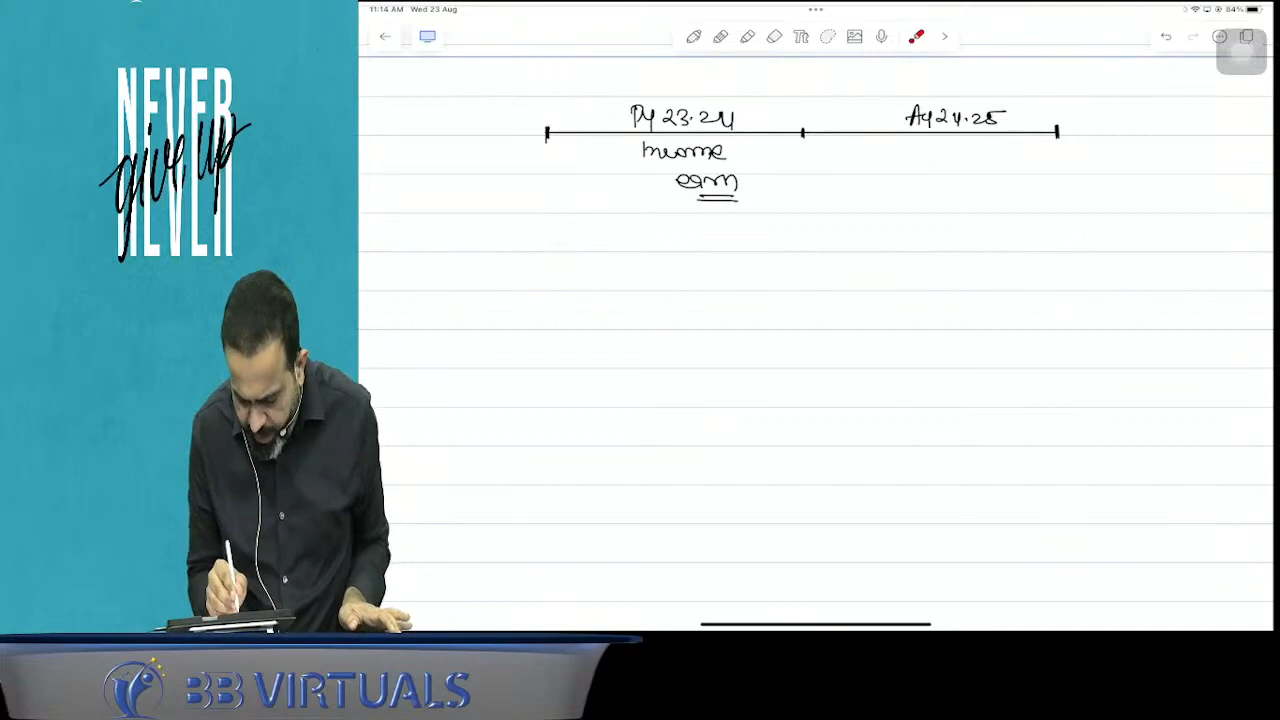 11:14 AM Wed 23 Aug
84%
NEVER
give up
NEVER
PY 23.24
AY 24.25
Income
earn
BB VIRTUALS